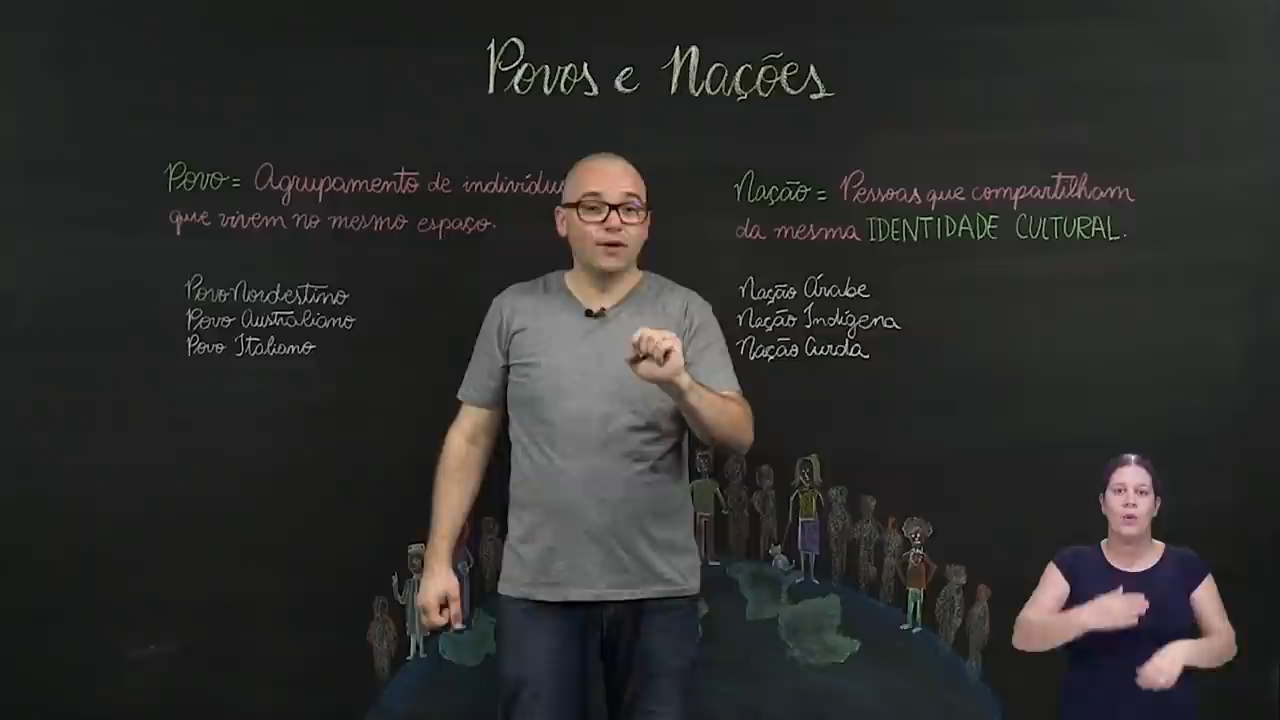 Povos e Nações
Povo = Agrupamento de indivídu
que vivem no mesmo espaço.
Povo Nordestino
Povo Australiano
Povo Italiano
Nação = Pessoas que compartilham
da mesma IDENTIDADE CULTURAL.
Nação Árabe
Nação Indígena
Nação Curda